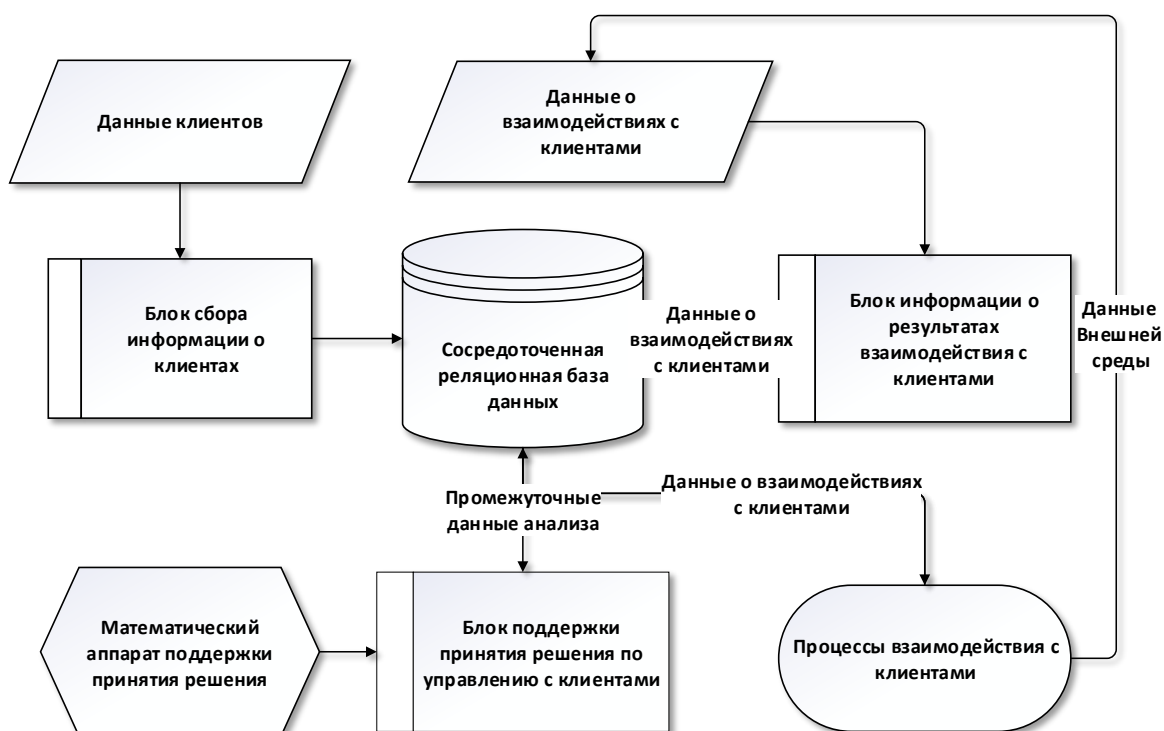 Данные клиентов
Данные о
взаимодействиях с
клиентами
Блок сбора
информации о
клиентах
Сосредоточенная
реляционная база
данных
Данные о
взаимодействиях
с клиентами
Блок информации о
результатах
взаимодействия с
клиентами
Данные
Внешней
среды
Промежуточные
данные анализа
Данные о взаимодействиях
с клиентами
Математический
аппарат поддержки
принятия решения
Блок поддержки
принятия решения по
управлению с клиентами
Процессы взаимодействия с
клиентами